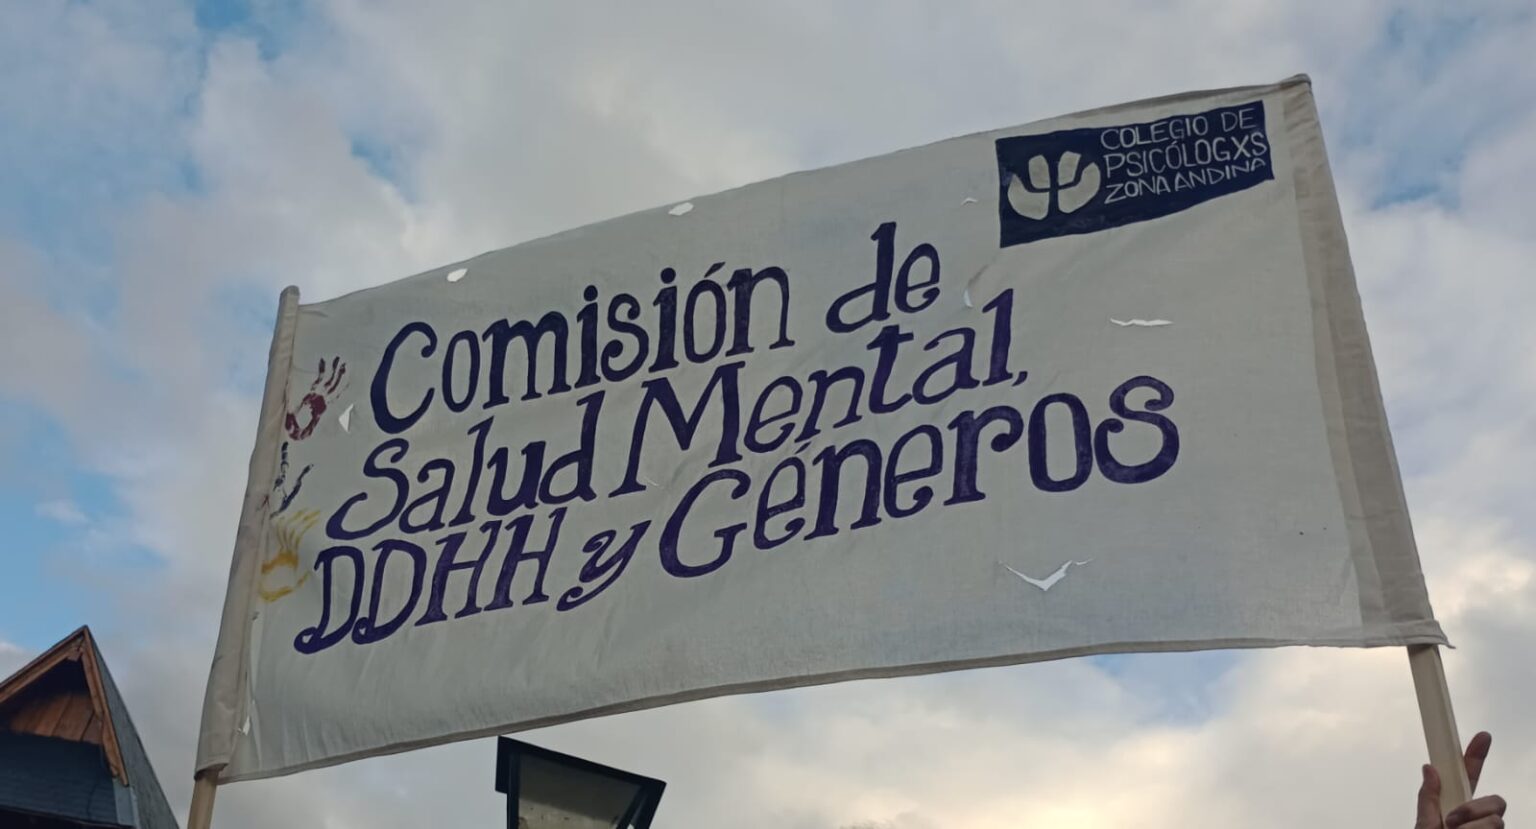 COLEGIO DE
PSICÓLOGXS
ZONA ANDINA
Comisión de
Salud Mental,
DDHH y Géneros